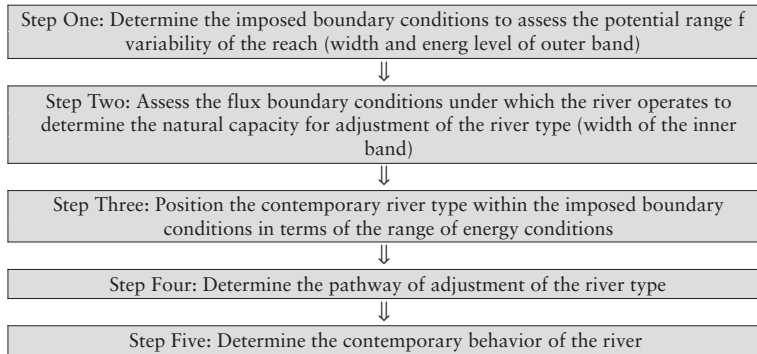 Step One: Determine the imposed boundary conditions to assess the potential range f
variability of the reach (width and energ level of outer band)
⇓
Step Two: Assess the flux boundary conditions under which the river operates to
determine the natural capacity for adjustment of the river type (width of the inner
band)
⇓
Step Three: Position the contemporary river type within the imposed boundary
conditions in terms of the range of energy conditions
⇓
Step Four: Determine the pathway of adjustment of the river type
⇓
Step Five: Determine the contemporary behavior of the river